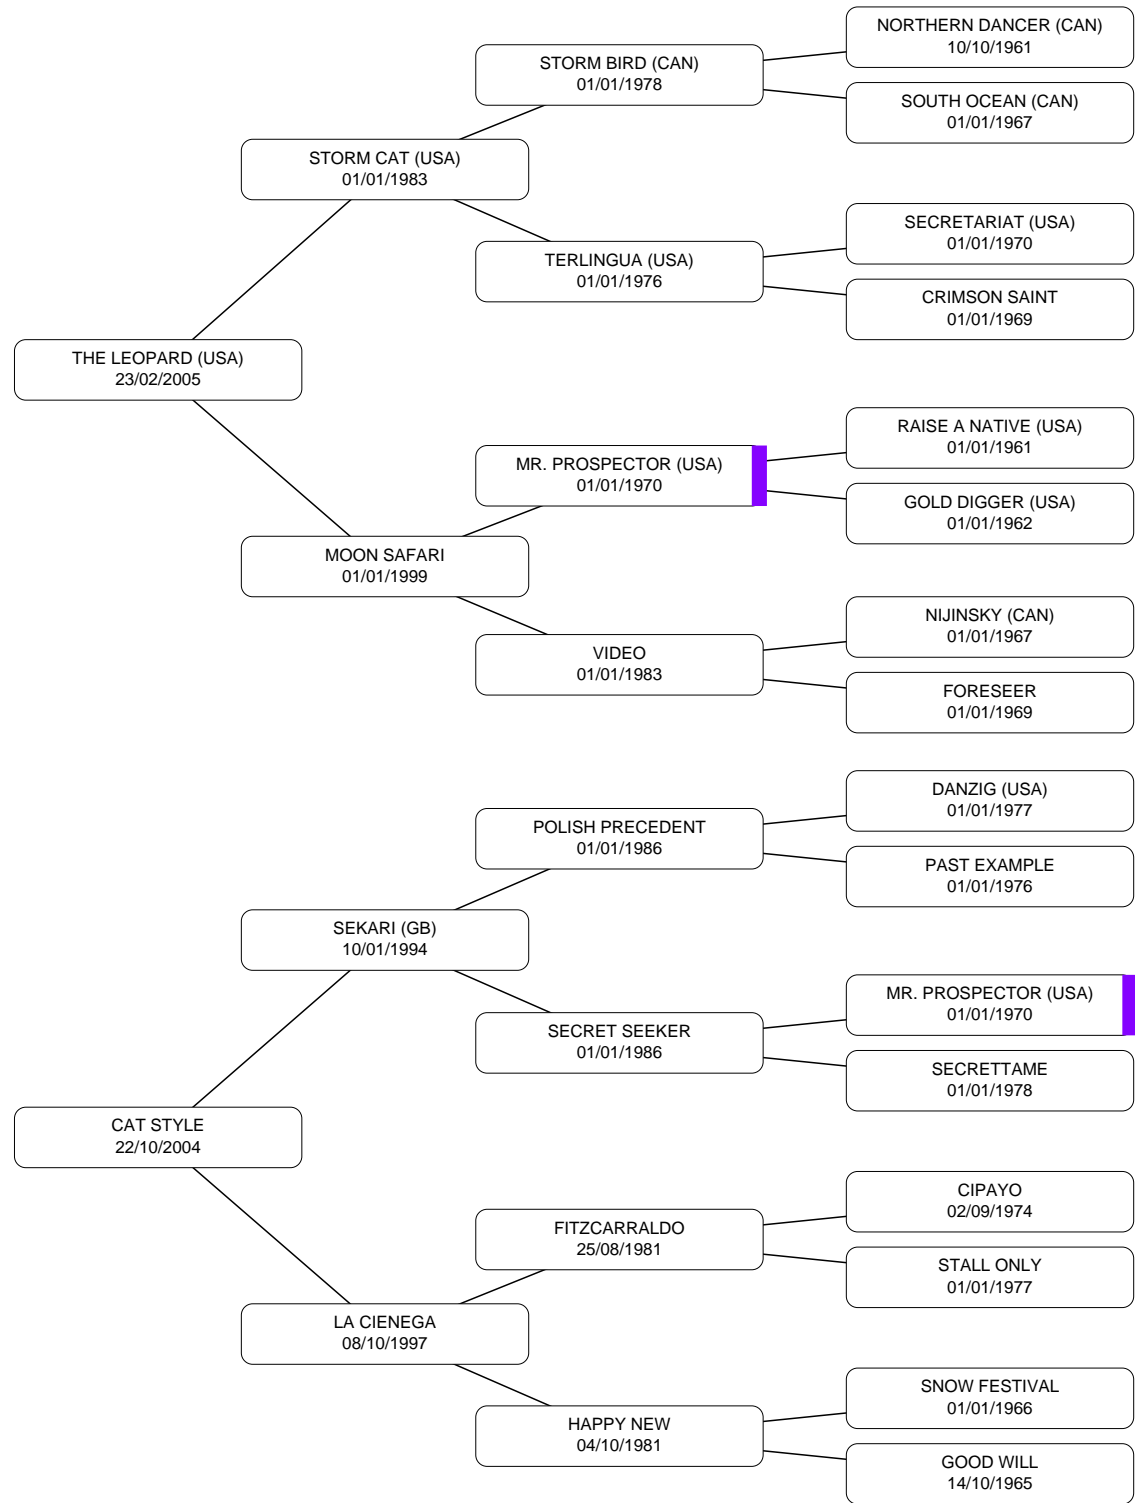 NORTHERN DANCER (CAN)
10/10/1961
STORM BIRD (CAN)
01/01/1978
SOUTH OCEAN (CAN)
01/01/1967
STORM CAT (USA)
01/01/1983
SECRETARIAT (USA)
01/01/1970
TERLINGUA (USA)
01/01/1976
CRIMSON SAINT
01/01/1969
THE LEOPARD (USA)
23/02/2005
RAISE A NATIVE (USA)
01/01/1961
MR. PROSPECTOR (USA)
01/01/1970
GOLD DIGGER (USA)
01/01/1962
MOON SAFARI
01/01/1999
NIJINSKY (CAN)
01/01/1967
VIDEO
01/01/1983
FORESEER
01/01/1969
DANZIG (USA)
01/01/1977
POLISH PRECEDENT
01/01/1986
PAST EXAMPLE
01/01/1976
SEKARI (GB)
10/01/1994
MR. PROSPECTOR (USA)
01/01/1970
SECRET SEEKER
01/01/1986
SECRETTAME
01/01/1978
CAT STYLE
22/10/2004
CIPAYO
02/09/1974
FITZCARRALDO
25/08/1981
STALL ONLY
01/01/1977
LA CIENEGA
08/10/1997
SNOW FESTIVAL
01/01/1966
HAPPY NEW
04/10/1981
GOOD WILL
14/10/1965